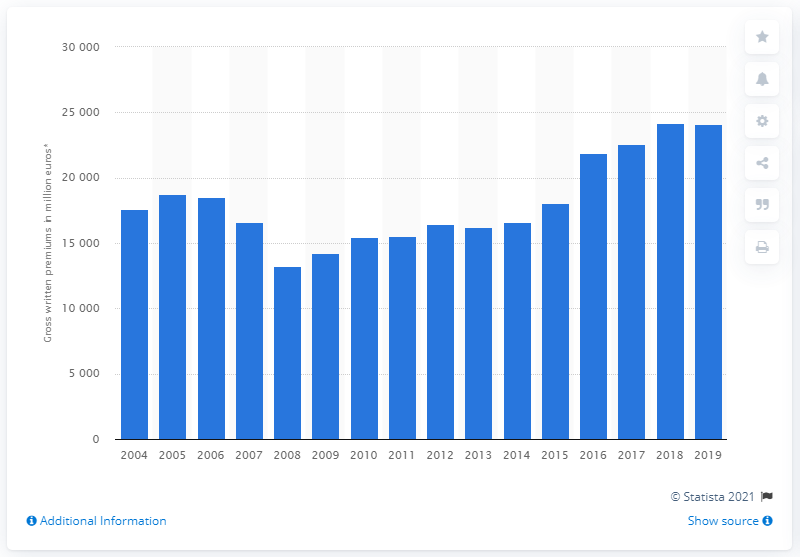 30 000
25 000
20 000
15 000
10 000
5 000
0
Gross written premiums in million euros*
2004 2005 2006 2007 2008 2009 2010 2011 2012 2013 2014 2015 2016 2017 2018 2019
© Statista 2021
Additional Information
Show source